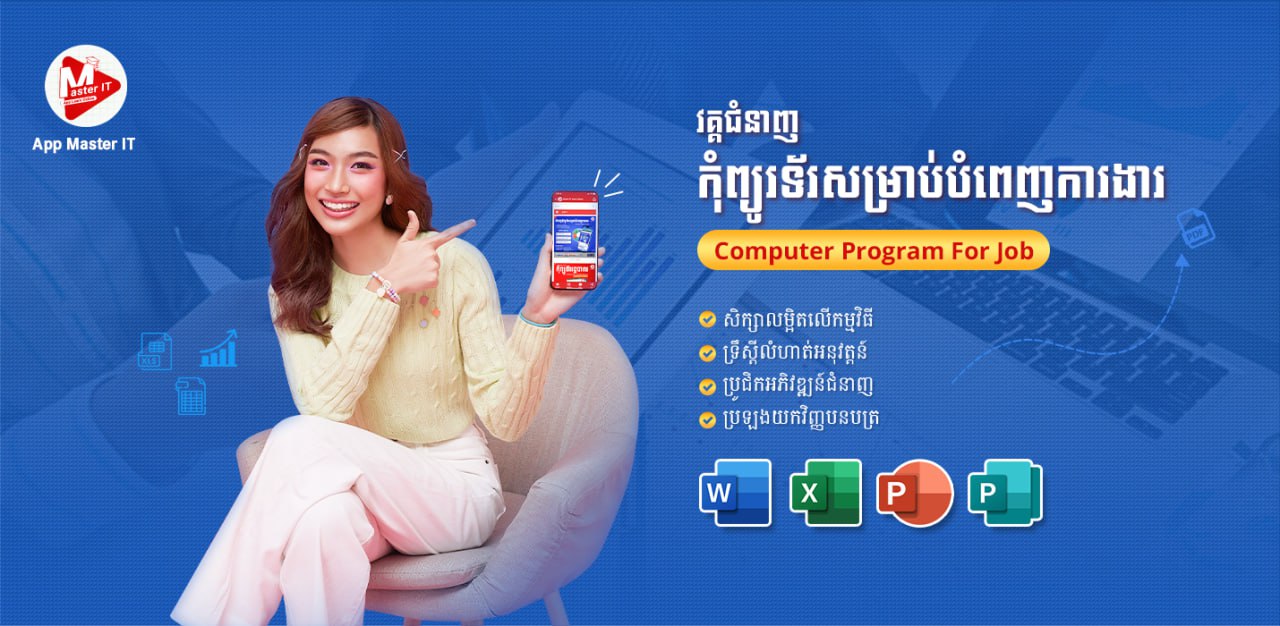 Master IT
App Master IT
វគ្គជំនាញ
កុំព្យូទ័រសម្រាប់បំពេញការងារ
Computer Program For Job
សិក្សាលម្អិតលើកម្មវិធី
ទ្រឹស្តីលំហាត់អនុវត្តន៍
ប្រូជិកអភិវឌ្ឍន៍ជំនាញ
ប្រឡងយកវិញ្ញបនបត្រ
W X P P
XLS
PDF